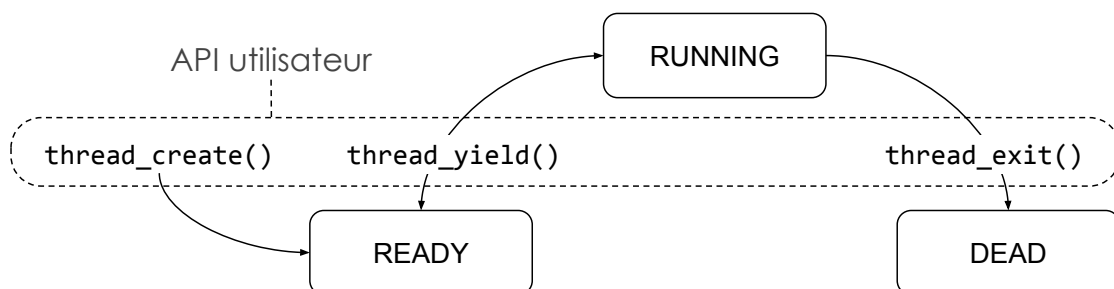 RUNNING
API utilisateur
thread_create() thread_yield() thread_exit()
READY DEAD